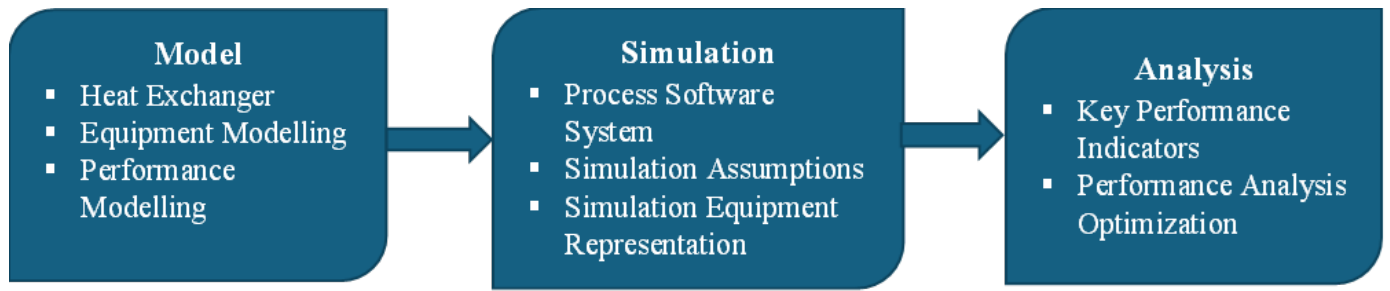 Model
▪ Heat Exchanger
▪ Equipment Modelling
▪ Performance
Modelling
Simulation
▪ Process Software
System
▪ Simulation Assumptions
▪ Simulation Equipment
Representation
Analysis
▪ Key Performance
Indicators
▪ Performance Analysis
Optimization